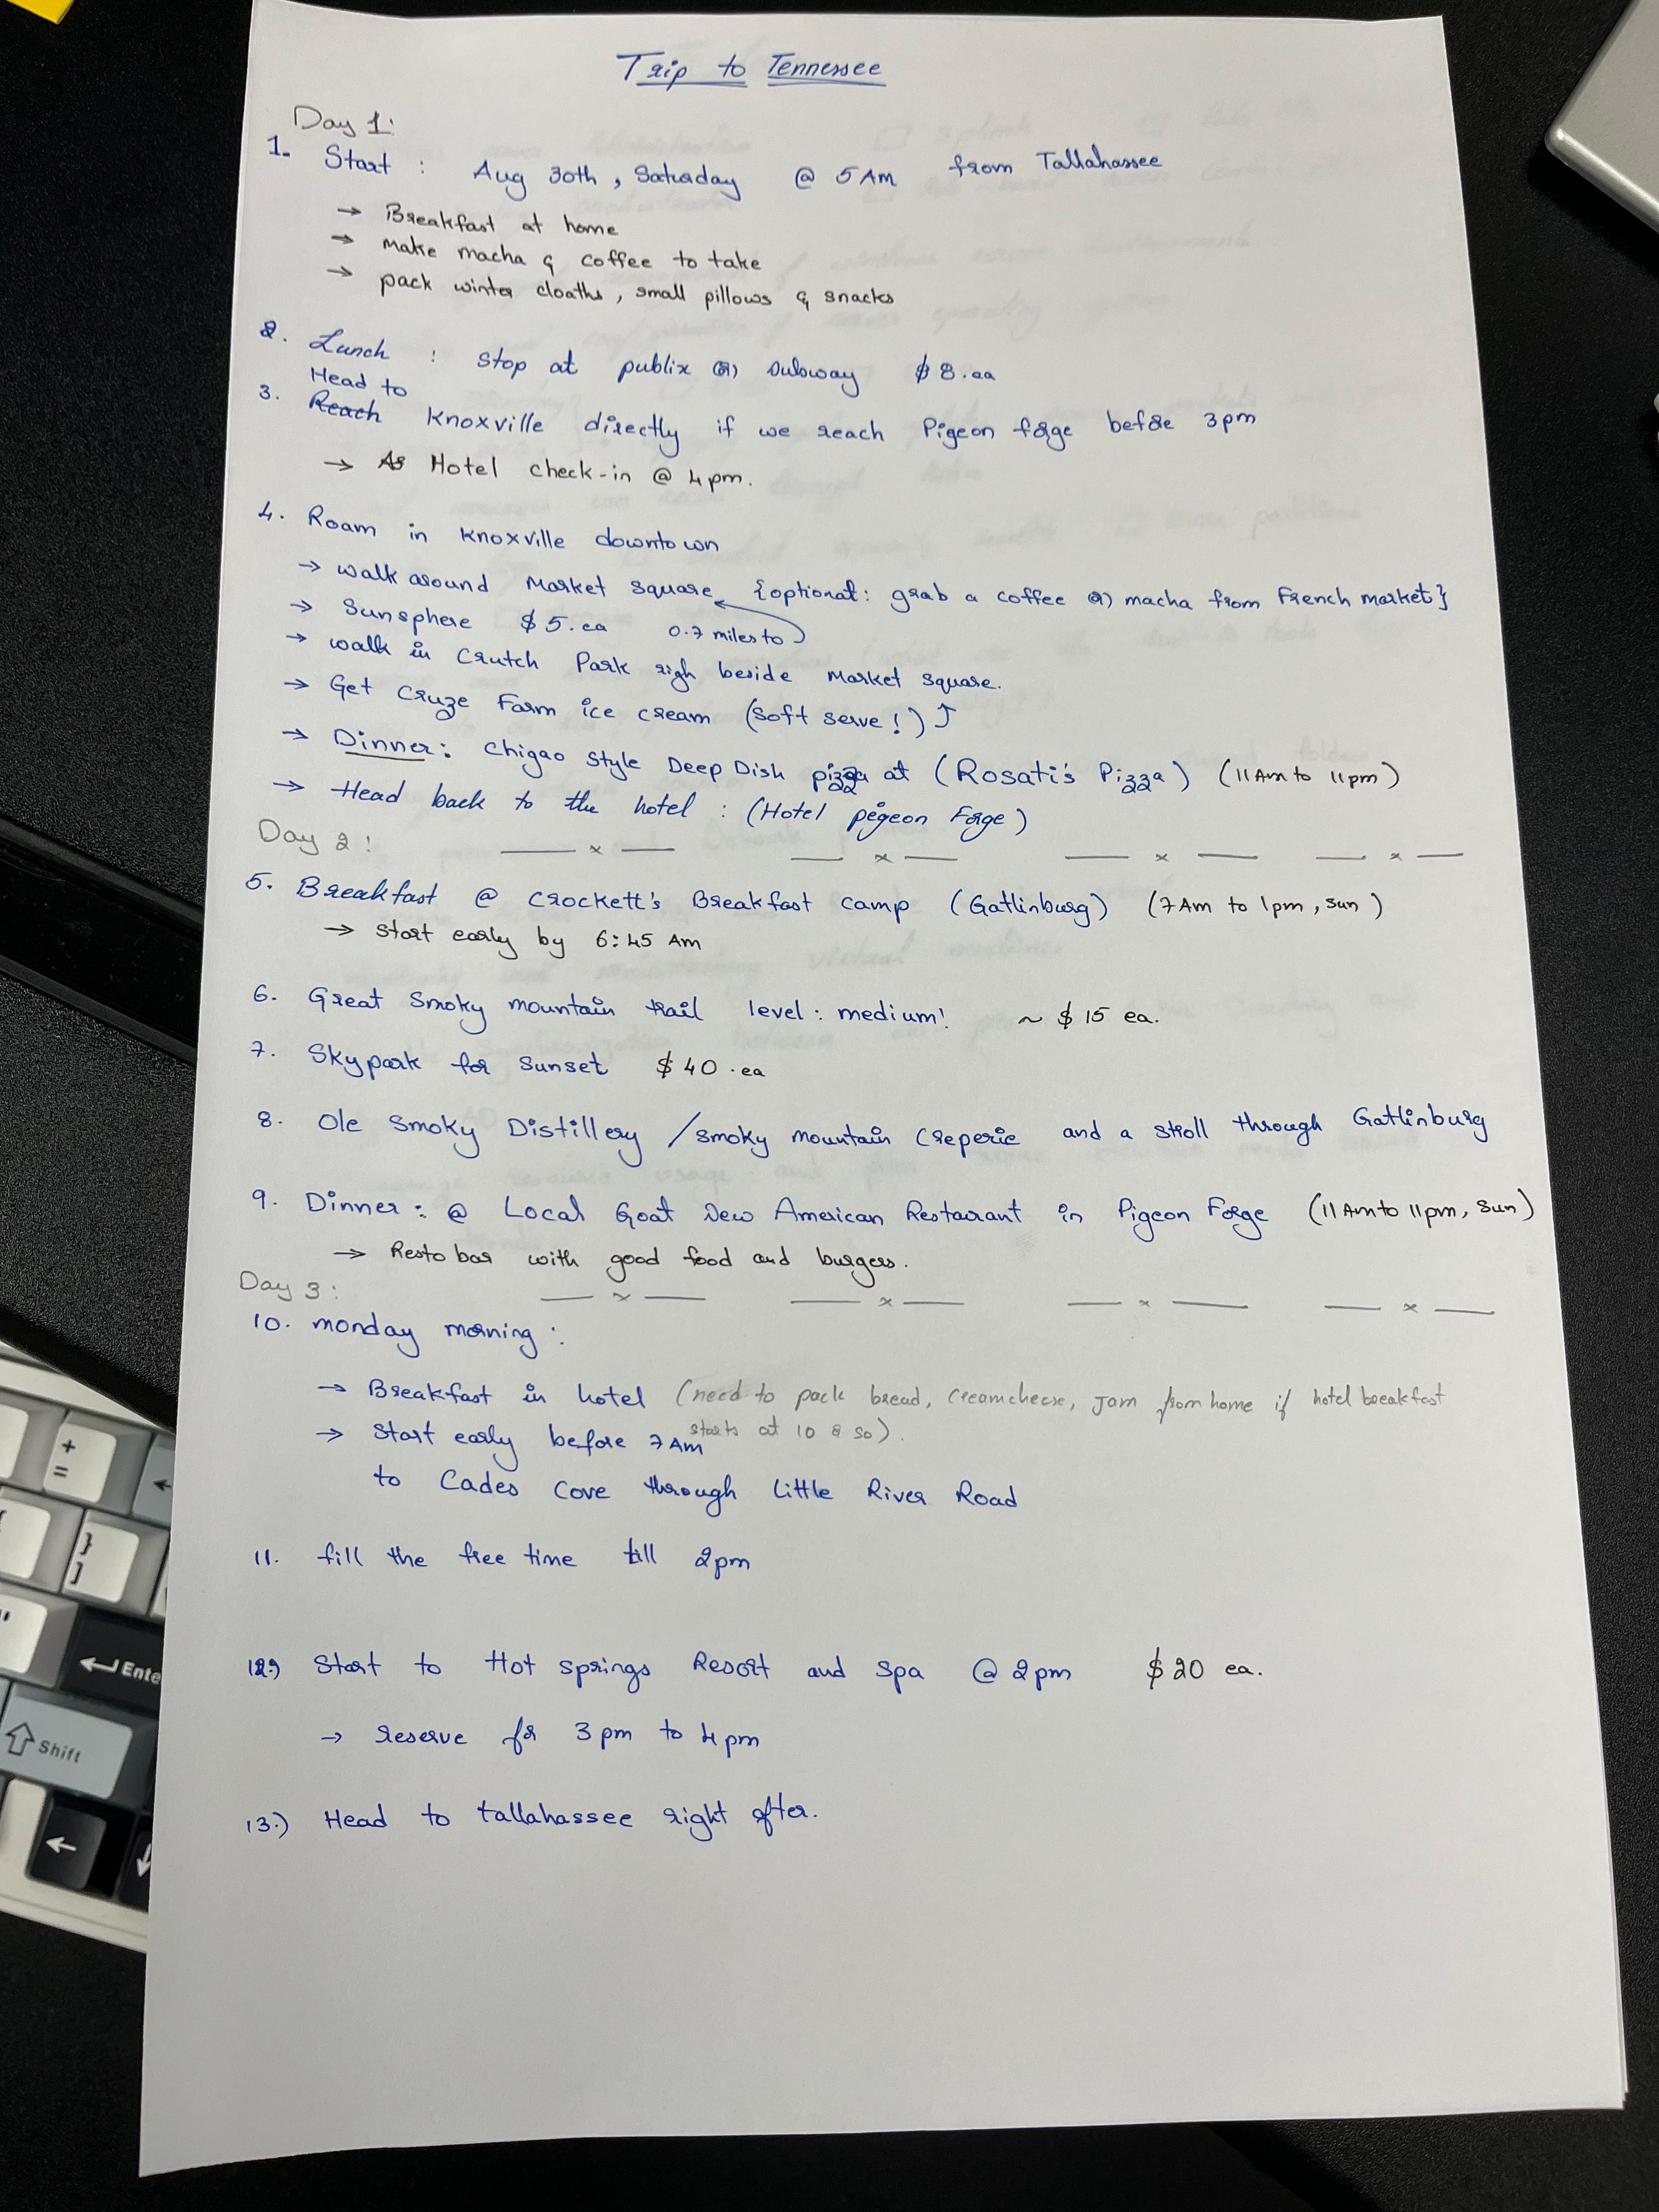 Trip to Tennessee
Day 1:
1. Start : Aug 30th, Saturday @ 5 AM from Tallahassee
→ Breakfast at home
→ make macha & coffee to take
→ pack winter cloaths, small pillows & snacks
2. Lunch : stop at publix (or) subway $8.ea
Head to
3. Reach Knoxville directly if we reach Pigeon forge before 3pm
→ As Hotel check-in @ 4pm.
4. Roam in Knoxville downtown
→ walk around Market Square {optional: grab a coffee (or) macha from French market}
→ Sunsphere $5.ea 0.7 miles to
→ walk in Crutch Park righ beside Market Square.
→ Get Cruze Farm ice cream (soft serve!) ↑
→ Dinner: Chigao Style Deep Dish pizza at (Rosati's Pizza) (11Am to 11pm)
→ Head back to the hotel : (Hotel pegeon Forge)
Day 2:
5. Breakfast @ Crockett's Breakfast camp (Gatlinburg) (7Am to 1pm, sun)
→ start early by 6:45 Am
6. Great Smoky mountain trail level: medium! ~ $15 ea.
7. Skypark for sunset $40.ea
8. Ole Smoky Distillery / smoky mountain Creperie and a stroll through Gatlinburg
9. Dinner: @ Local Goat New American Restaurant in Pigeon Forge (11Am to 11pm, Sun)
→ Resto bar with good food and burgers.
Day 3:
10. monday morning:
→ Breakfast in hotel (need to pack bread, creamcheese, Jam from home if hotel breakfast
starts at 10 or so).
→ Start early before 7Am
to Cades Cove through Little River Road
11. fill the free time till 2pm
12.) Start to Hot springs Resort and spa @ 2pm $20 ea.
→ reserve for 3pm to 4pm
13.) Head to tallahassee right after.
+
=
←
}
]
"
Enter
Shift
←
↓